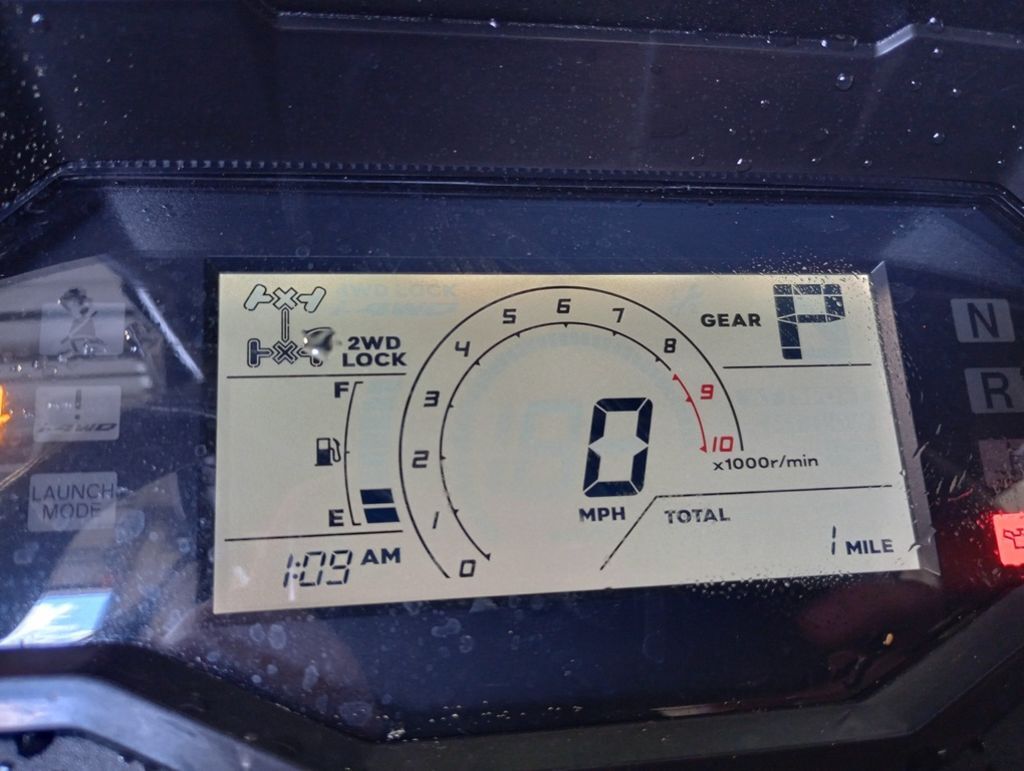 2WD
LOCK
F
E
1:09 AM
0
1
2
3
4
5
6
7
8
9
10
x1000r/min
GEAR P
0
MPH
TOTAL
1 MILE
LAUNCH
MODE
N
R